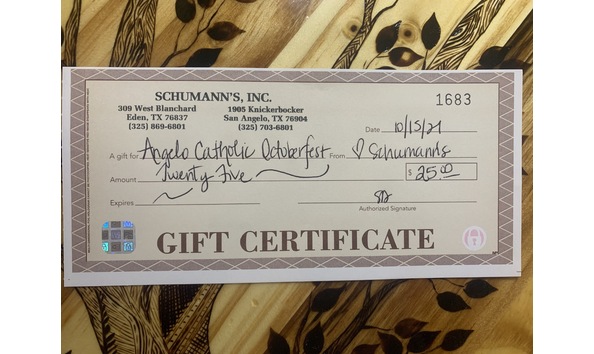 SCHUMANN'S, INC.
309 West Blanchard
Eden, TX 76837
(325) 869-6801
1905 Knickerbocker
San Angelo, TX 76904
(325) 703-6801
1683
Date 10/15/21
A gift for Angelo Catholic Octoberfest From ♡ Schumanns
Amount Twenty Five $ 25.00
Expires
Authorized Signature
GIFT CERTIFICATE